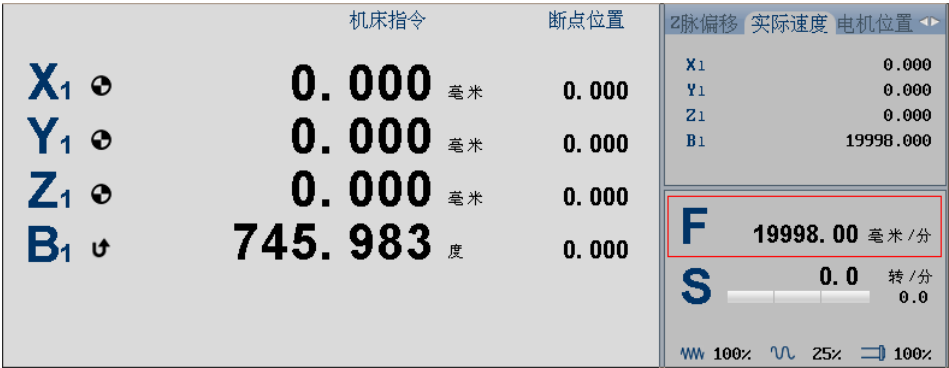 机床指令 断点位置
X1 0.000 毫米 0.000
Y1 0.000 毫米 0.000
Z1 0.000 毫米 0.000
B1 745.983 度 0.000
Z脉偏移 实际速度 电机位置
X1 0.000
Y1 0.000
Z1 0.000
B1 19998.000
F 19998.00 毫米/分
S 0.0 转/分
0.0
100% 25% 100%